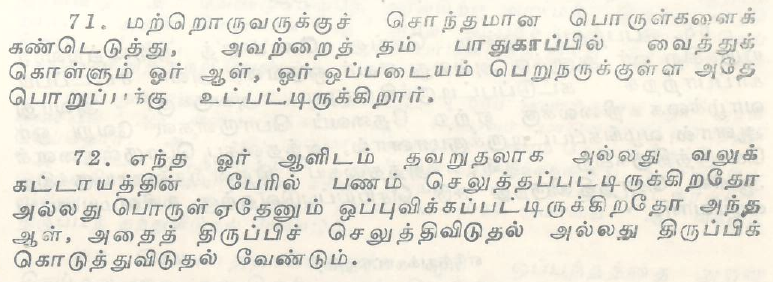 71. மற்றொருவருக்குச் சொந்தமான பொருள்களைக்
கண்டெடுத்து, அவற்றைத் தம் பாதுகாப்பில் வைத்துக்
கொள்ளும் ஓர் ஆள், ஓர் ஒப்படையம் பெறுநருக்குள்ள அதே
பொறுப்புக்கு உட்பட்டிருக்கிறார்.
72. எந்த ஓர் ஆளிடம் தவறுதலாக அல்லது வலுக்
கட்டாயத்தின் பேரில் பணம் செலுத்தப்பட்டிருக்கிறதோ
அல்லது பொருள் ஏதேனும் ஒப்புவிக்கப்பட்டிருக்கிறதோ அந்த
ஆள், அதைத் திருப்பிச் செலுத்திவிடுதல் அல்லது திருப்பிக்
கொடுத்துவிடுதல் வேண்டும்.